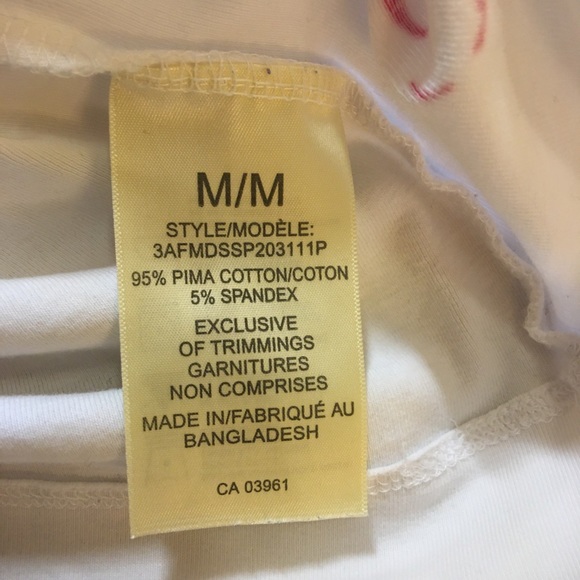 M/M
STYLE/MODÈLE:
3AFMDSSP203111P
95% PIMA COTTON/COTON
5% SPANDEX
EXCLUSIVE
OF TRIMMINGS
GARNITURES
NON COMPRISES
MADE IN/FABRIQUÉ AU
BANGLADESH
CA 03961